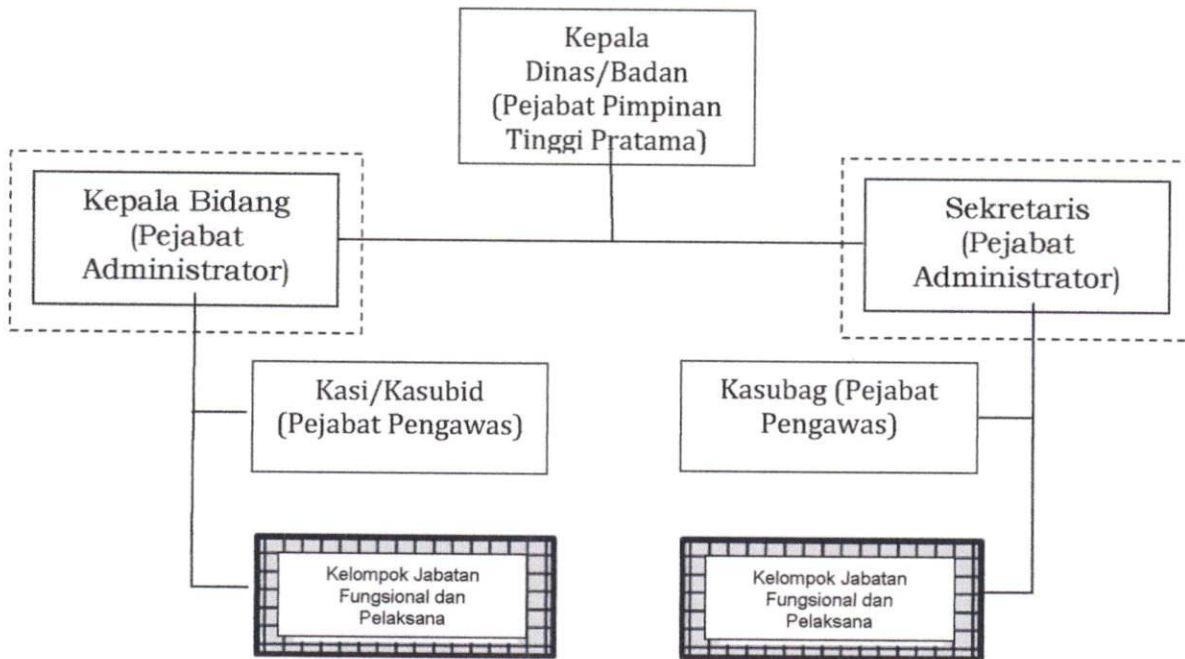 Kepala
Dinas/Badan
(Pejabat Pimpinan
Tinggi Pratama)
Kepala Bidang
(Pejabat
Administrator)
Sekretaris
(Pejabat
Administrator)
Kasi/Kasubid
(Pejabat Pengawas)
Kasubag (Pejabat
Pengawas)
Kelompok Jabatan
Fungsional dan
Pelaksana
Kelompok Jabatan
Fungsional dan
Pelaksana